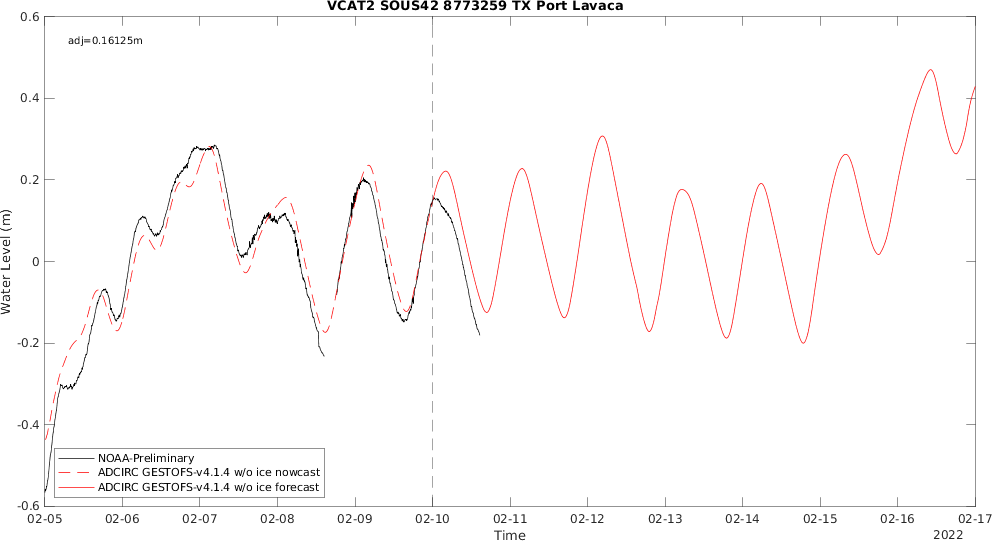 VCAT2 SOUS42 8773259 TX Port Lavaca
adj=0.16125m
0.6
0.4
0.2
0
-0.2
-0.4
-0.6
Water Level (m)
NOAA-Preliminary
ADCIRC GESTOFS-v4.1.4 w/o ice nowcast
ADCIRC GESTOFS-v4.1.4 w/o ice forecast
02-05 02-06 02-07 02-08 02-09 02-10 02-11 02-12 02-13 02-14 02-15 02-16 02-17
Time
2022